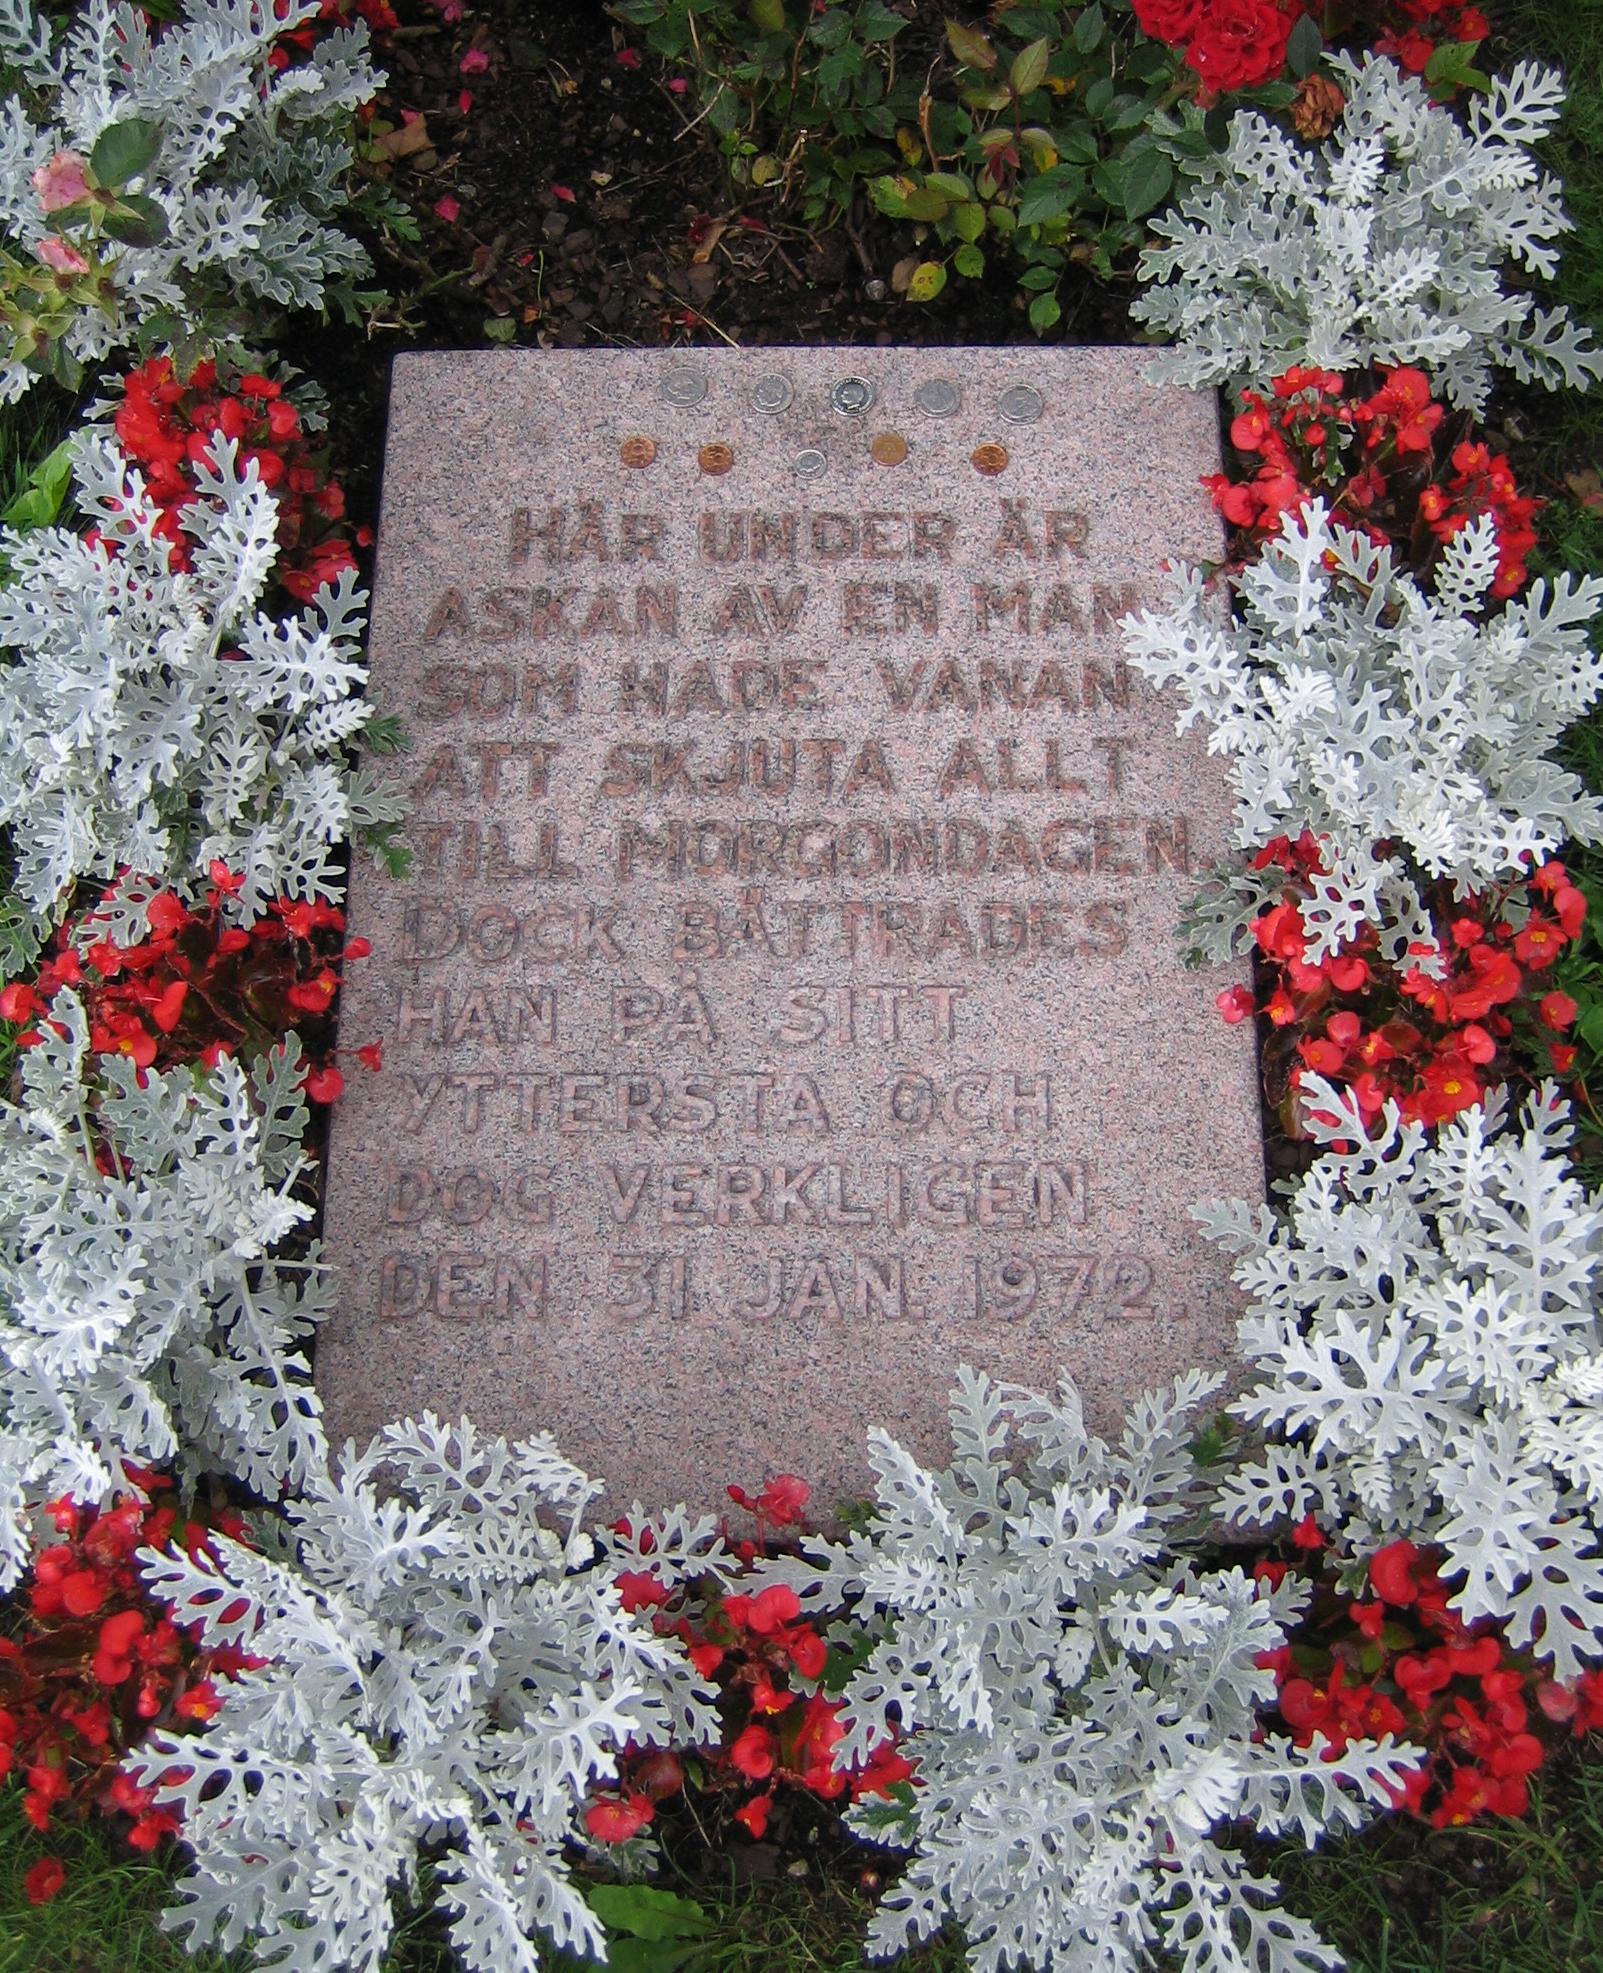 HÄR UNDER ÄR
ASKAN AV EN MAN
SOM HADE VANAN
ATT SKJUTA ALLT
TILL MORGONDAGEN.
DOCK BÄTTRADES
HAN PÅ SITT
YTTERSTA OCH
DOG VERKLIGEN
DEN 31 JAN. 1972.